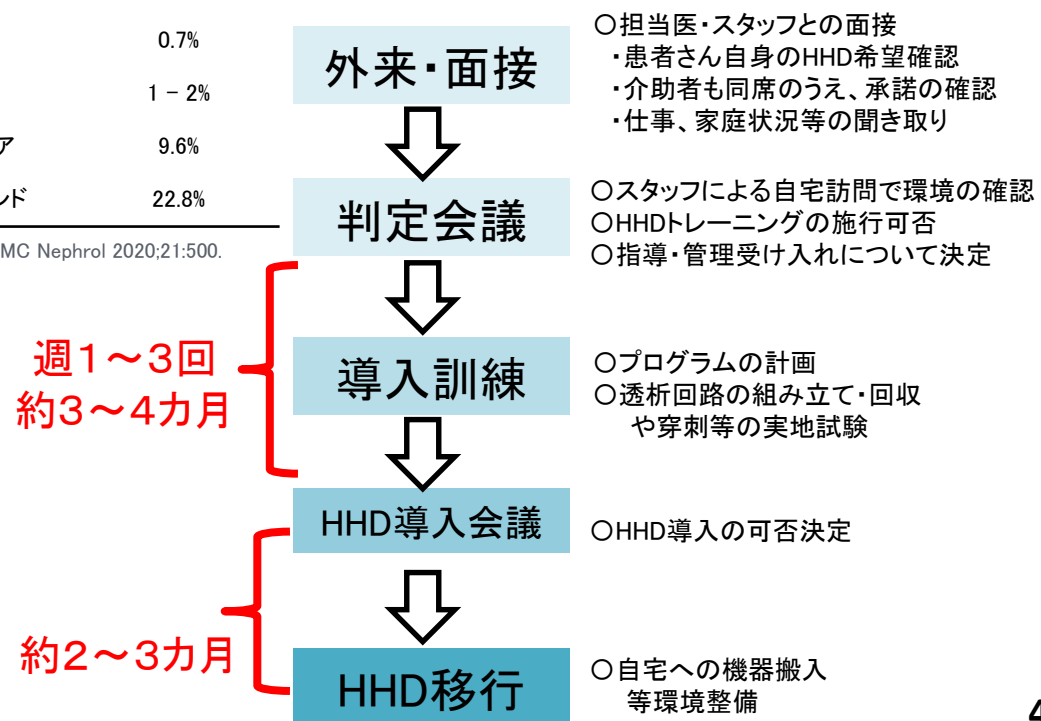 0.7%
1 − 2%
ア 9.6%
ンド 22.8%
MC Nephrol 2020;21:500.
外来・面接
〇担当医・スタッフとの面接
・患者さん自身のHHD希望確認
・介助者も同席のうえ、承諾の確認
・仕事、家庭状況等の聞き取り
判定会議
〇スタッフによる自宅訪問で環境の確認
〇HHDトレーニングの施行可否
〇指導・管理受け入れについて決定
週1~3回
約3~4カ月
導入訓練
〇プログラムの計画
〇透析回路の組み立て・回収
や穿刺等の実地試験
HHD導入会議
〇HHD導入の可否決定
約2~3カ月
HHD移行
〇自宅への機器搬入
等環境整備